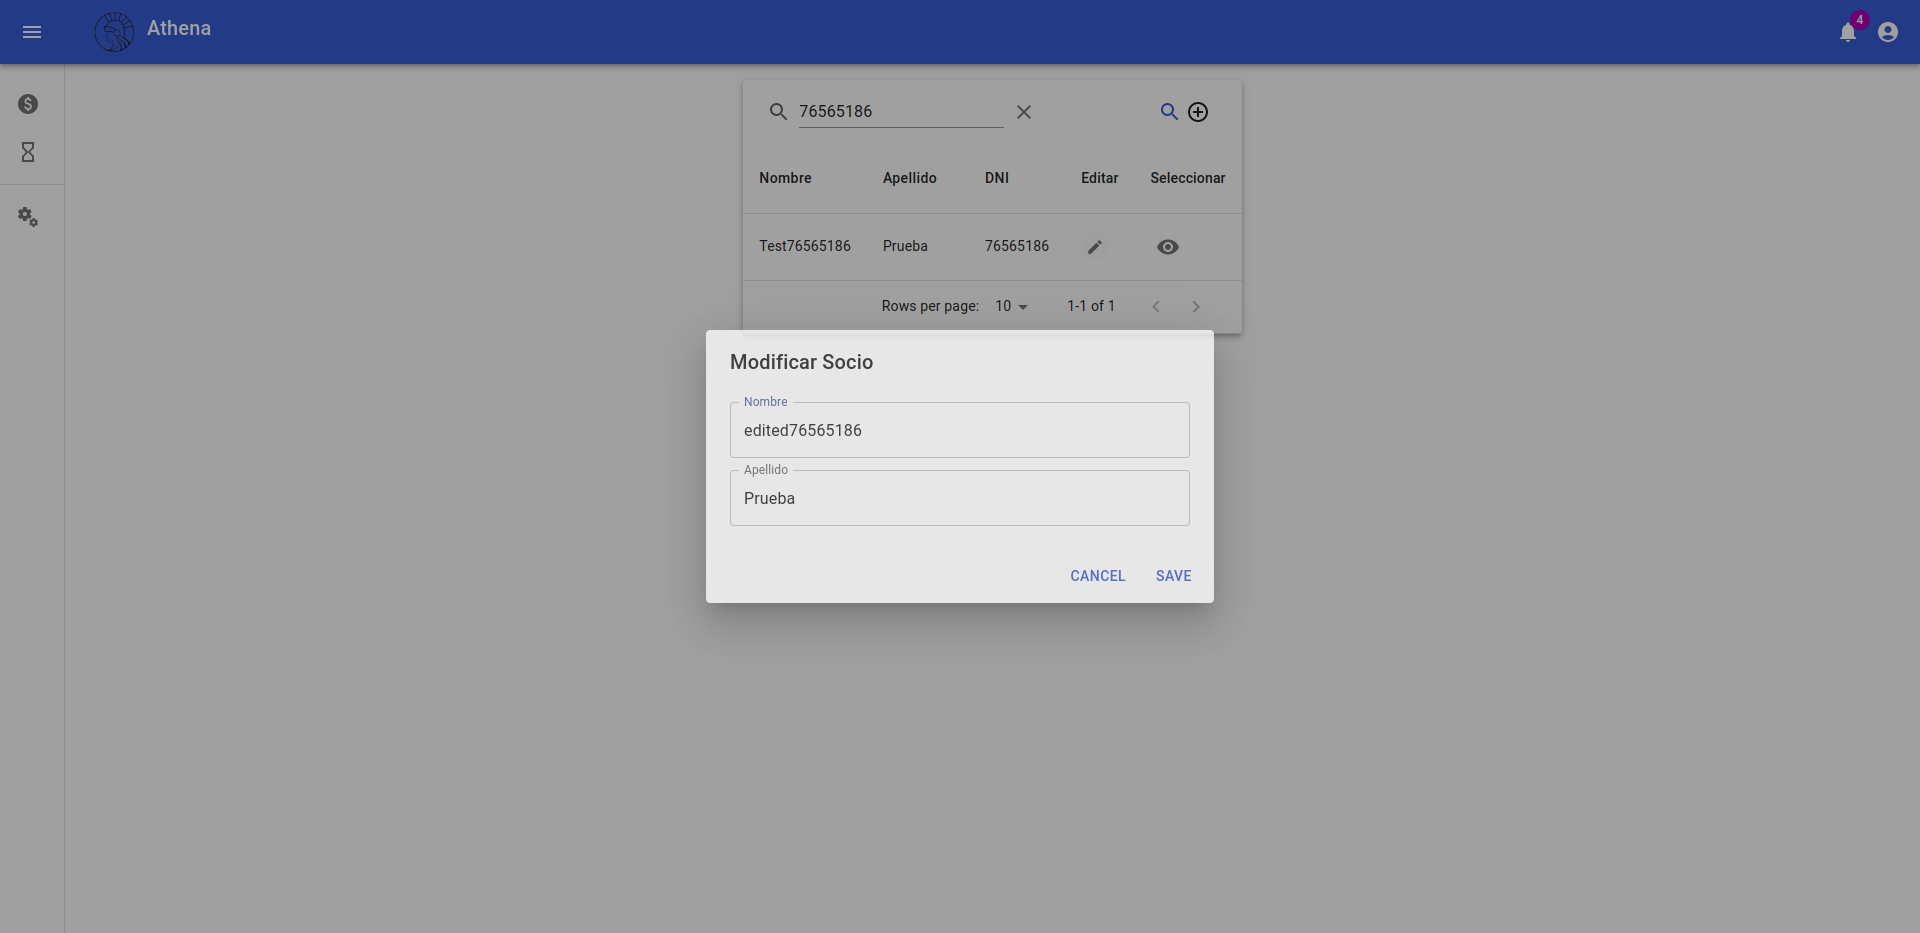 Athena
4
76565186
Nombre Apellido DNI Editar Seleccionar
Test76565186 Prueba 76565186
Rows per page: 10 1-1 of 1
Modificar Socio
Nombre
edited76565186
Apellido
Prueba
CANCEL SAVE